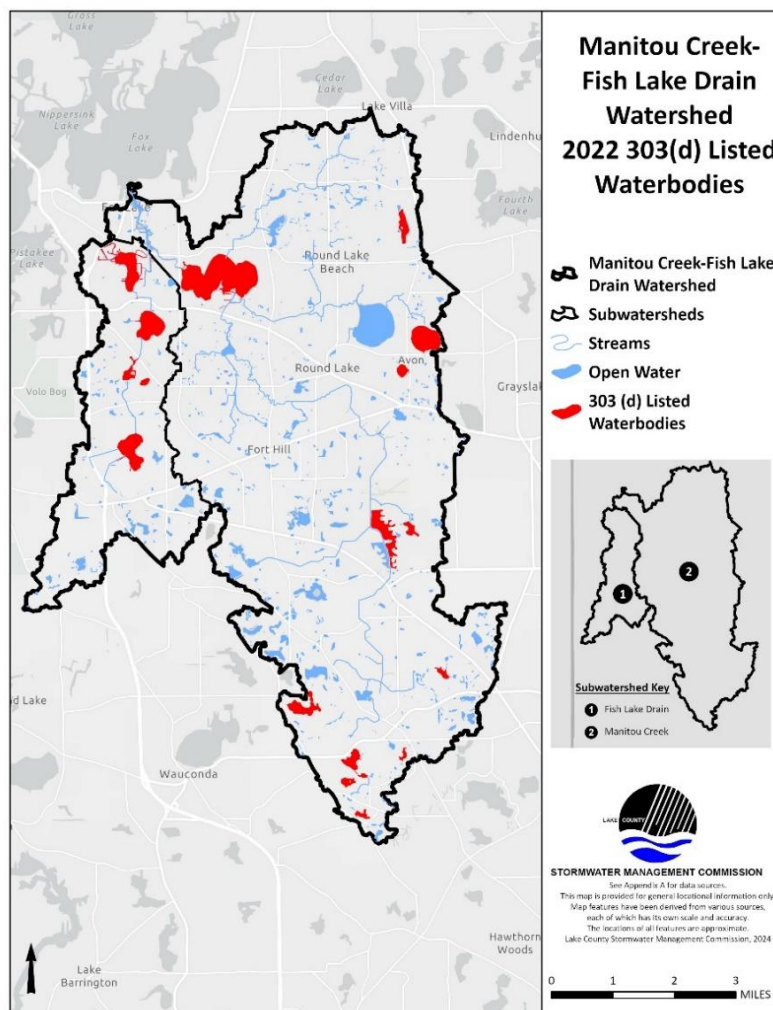 Grass
Lake
Cedar
Lake
Lake Villa
Nippersink
Lake
Fox
Lake
Lindenhu
Fourth
Lake
Pistakee
Lake
Round Lake
Beach
Volo Bog
Round Lake
Avon
Grayslak
Fort Hill
Wauconda
Hawthorn
Woods
Lake
Barrington
Manitou Creek-
Fish Lake Drain
Watershed
2022 303(d) Listed
Waterbodies
Manitou Creek-Fish Lake
Drain Watershed
Subwatersheds
Streams
Open Water
303 (d) Listed
Waterbodies
1
2
Subwatershed Key
1 Fish Lake Drain
2 Manitou Creek
LAKE COUNTY
STORMWATER MANAGEMENT COMMISSION
See Appendix A for data sources.
This map is provided for general locational information only
Map features have been derived from various sources,
each of which has its own scale and accuracy.
The locations of all features are approximate.
Lake County Stormwater Management Commission, 2024
0 1 2 3
MILES